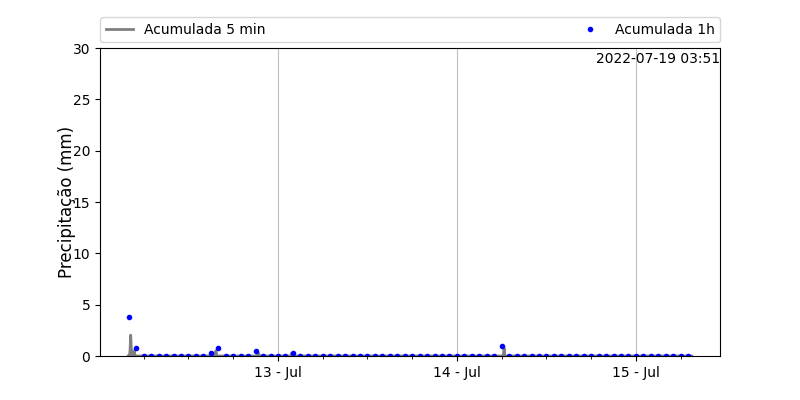 Acumulada 5 min
Acumulada 1h
2022-07-19 03:51
Precipitação (mm)
30
25
20
15
10
5
0
13 - Jul
14 - Jul
15 - Jul